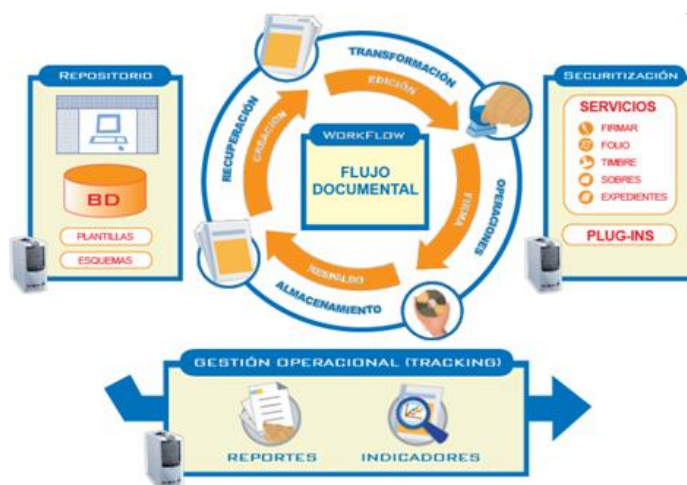 REPOSITORIO
BD
PLANTILLAS
ESQUEMAS
TRANSFORMACIÓN
EDICIÓN
RECUPERACIÓN
CREACIÓN
WORKFLOW
FLUJO
DOCUMENTAL
OPERACIONES
FIRMA
RESPALDO
ALMACENAMIENTO
SECURITIZACIÓN
SERVICIOS
FIRMAR
FOLIO
TIMBRE
SOBRES
EXPEDIENTES
PLUG-INS
GESTIÓN OPERACIONAL (TRACKING)
REPORTES
INDICADORES